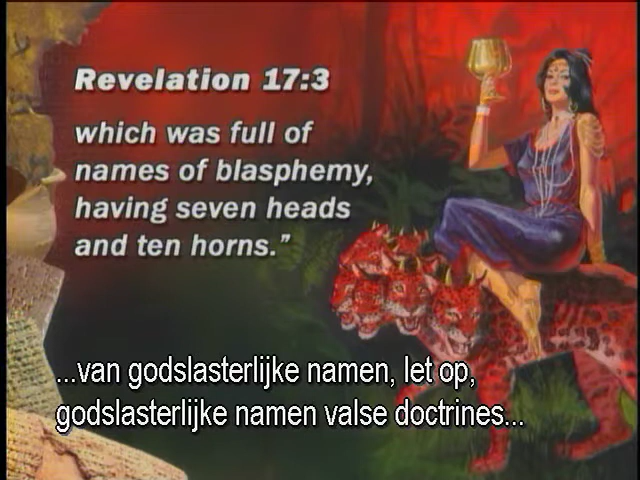 Revelation 17:3
which was full of
names of blasphemy,
having seven heads
and ten horns.”
...van godslasterlijke namen, let op,
godslasterlijke namen valse doctrines...